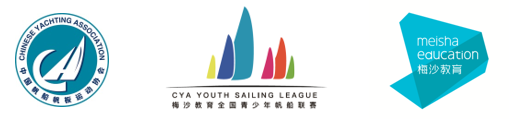 CHINESE YACHTING ASSOCIATION
中国帆船帆板运动协会
CYA YOUTH SAILING LEAGUE
梅沙教育全国青少年帆船联赛
meisha
education
梅沙教育